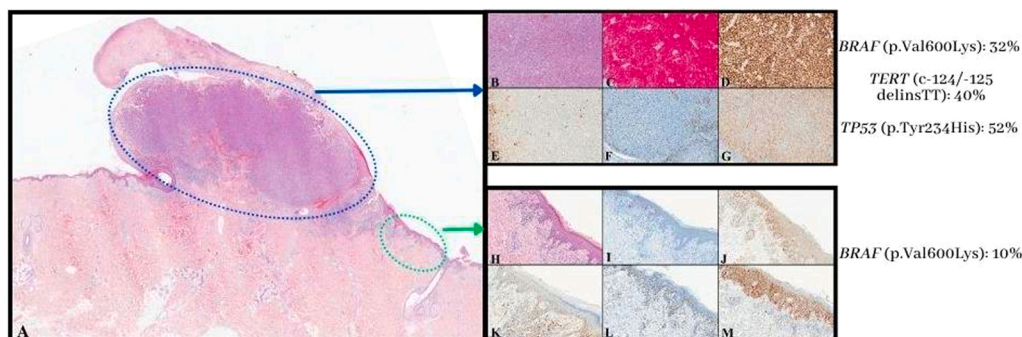 A
B
C
D
E
F
G
H
I
J
K
L
M
BRAF (p.Val600Lys): 32%
TERT (c-124/-125
delinsTT): 40%
TP53 (p.Tyr234His): 52%
BRAF (p.Val600Lys): 10%